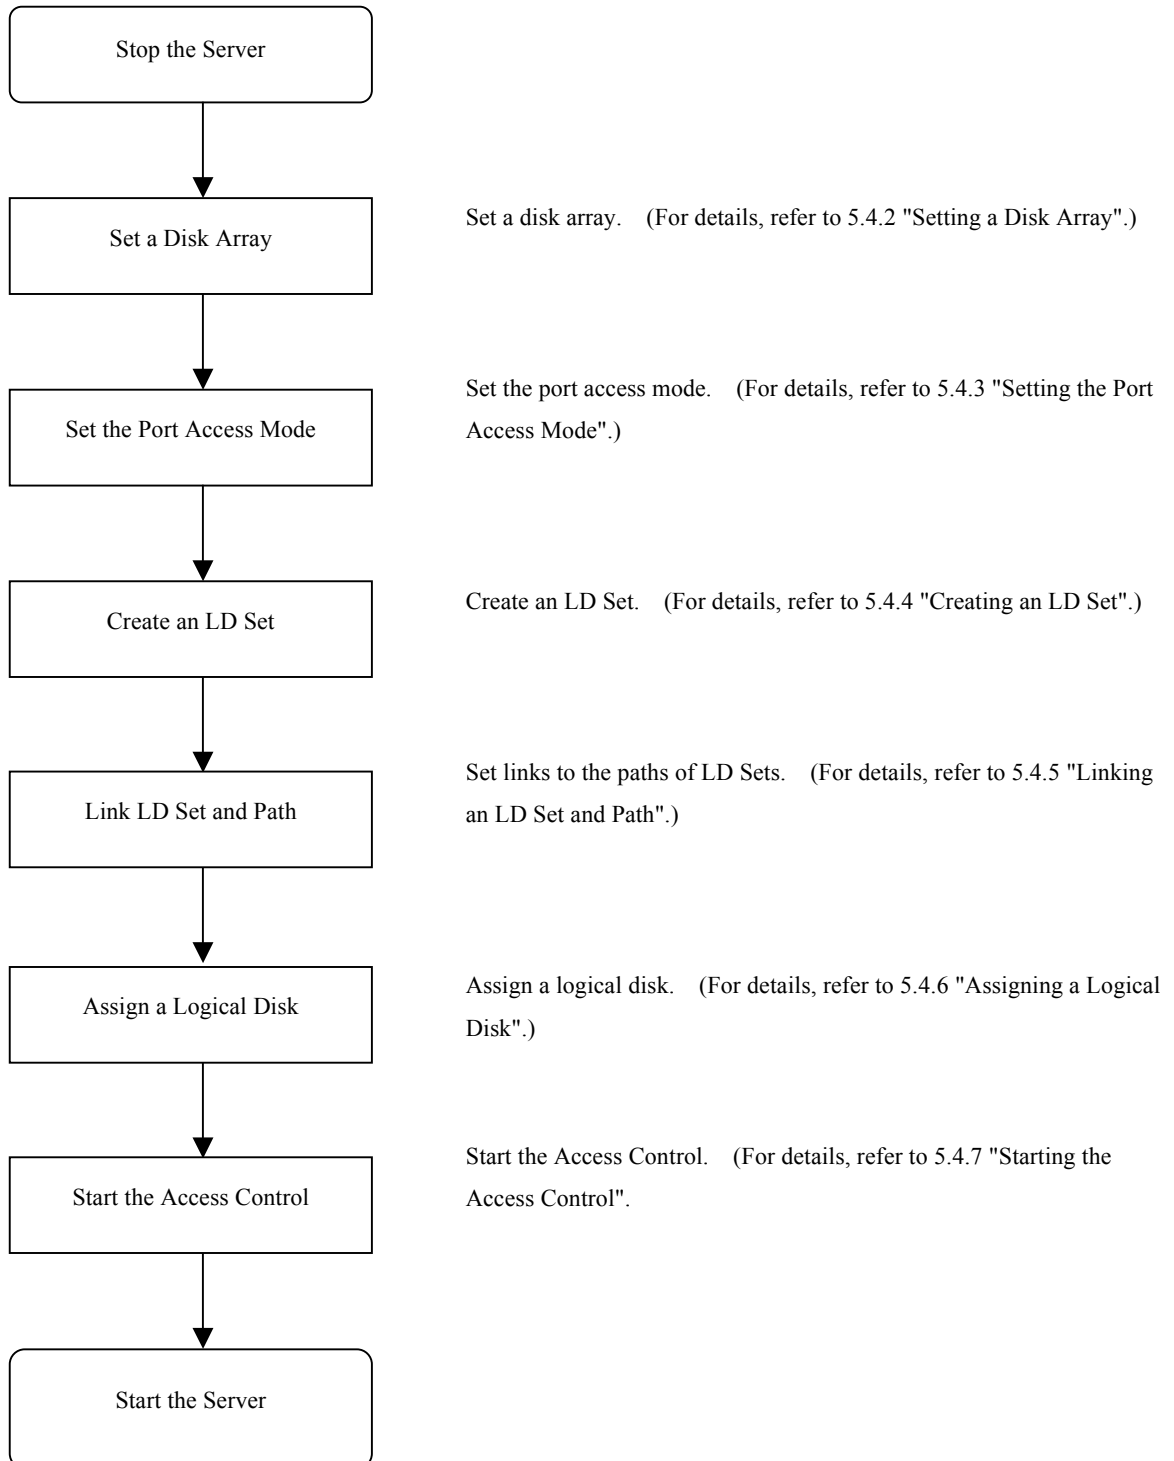 Stop the Server
Set a Disk Array
Set a disk array. (For details, refer to 5.4.2 "Setting a Disk Array".)
Set the Port Access Mode
Set the port access mode. (For details, refer to 5.4.3 "Setting the Port
Access Mode".)
Create an LD Set
Create an LD Set. (For details, refer to 5.4.4 "Creating an LD Set".)
Link LD Set and Path
Set links to the paths of LD Sets. (For details, refer to 5.4.5 "Linking
an LD Set and Path".)
Assign a Logical Disk
Assign a logical disk. (For details, refer to 5.4.6 "Assigning a Logical
Disk".)
Start the Access Control
Start the Access Control. (For details, refer to 5.4.7 "Starting the
Access Control".
Start the Server